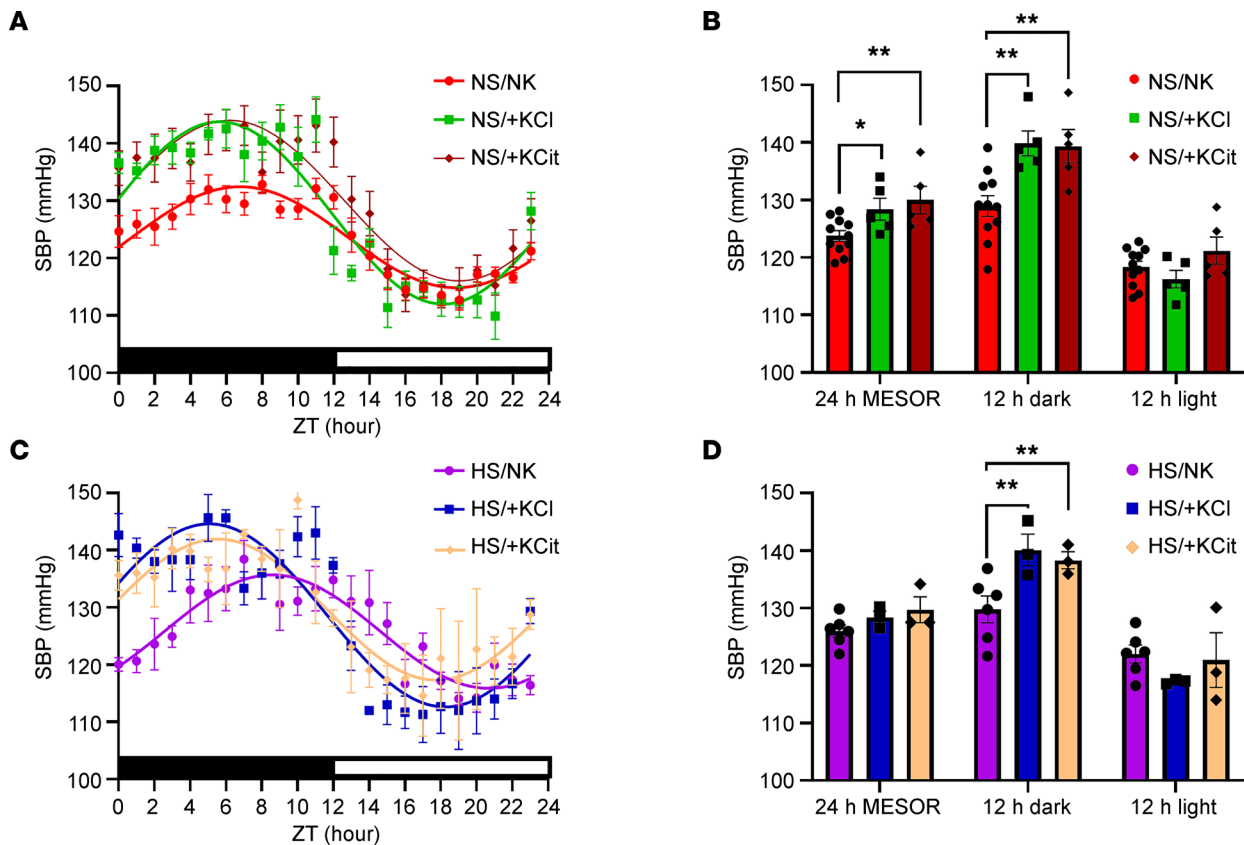 A
SBP (mmHg)
150
140
130
120
110
100
0 2 4 6 8 10 12 14 16 18 20 22 24
ZT (hour)
NS/NK
NS/+KCl
NS/+KCit
B
SBP (mmHg)
150
140
130
120
110
100
**
*
**
**
24 h MESOR 12 h dark 12 h light
NS/NK
NS/+KCl
NS/+KCit
C
SBP (mmHg)
150
140
130
120
110
100
0 2 4 6 8 10 12 14 16 18 20 22 24
ZT (hour)
HS/NK
HS/+KCl
HS/+KCit
D
SBP (mmHg)
150
140
130
120
110
100
**
**
24 h MESOR 12 h dark 12 h light
HS/NK
HS/+KCl
HS/+KCit